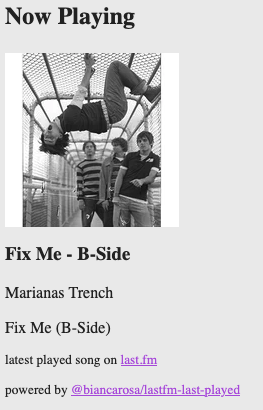 Now Playing
Fix Me - B-Side
Marianas Trench
Fix Me (B-Side)
latest played song on last.fm
powered by @biancarosa/lastfm-last-played